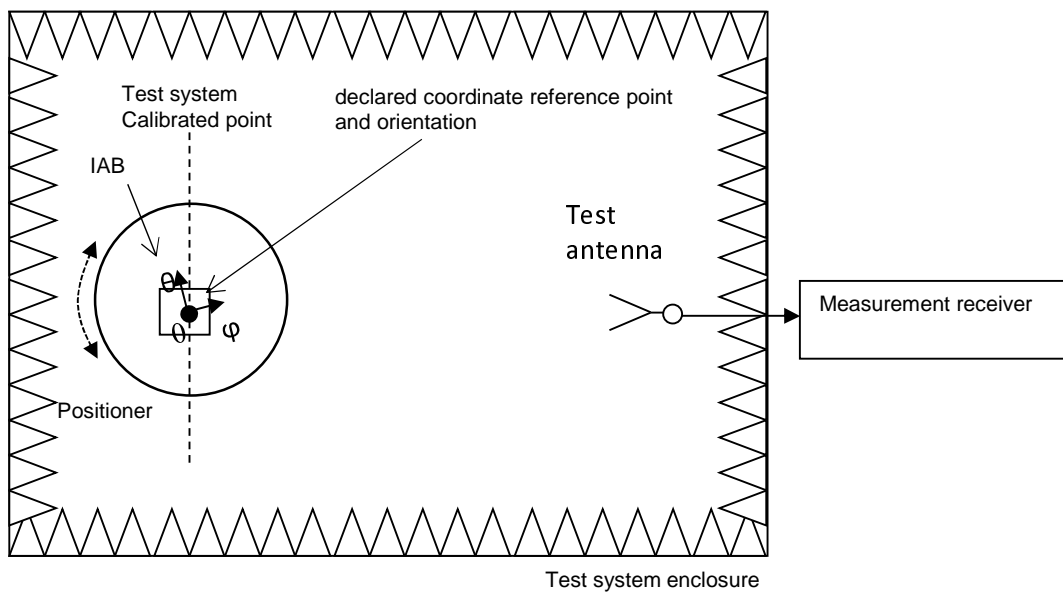 Test system
Calibrated point
declared coordinate reference point
and orientation
IAB
Test
antenna
θ
0
φ
Measurement receiver
Positioner
Test system enclosure